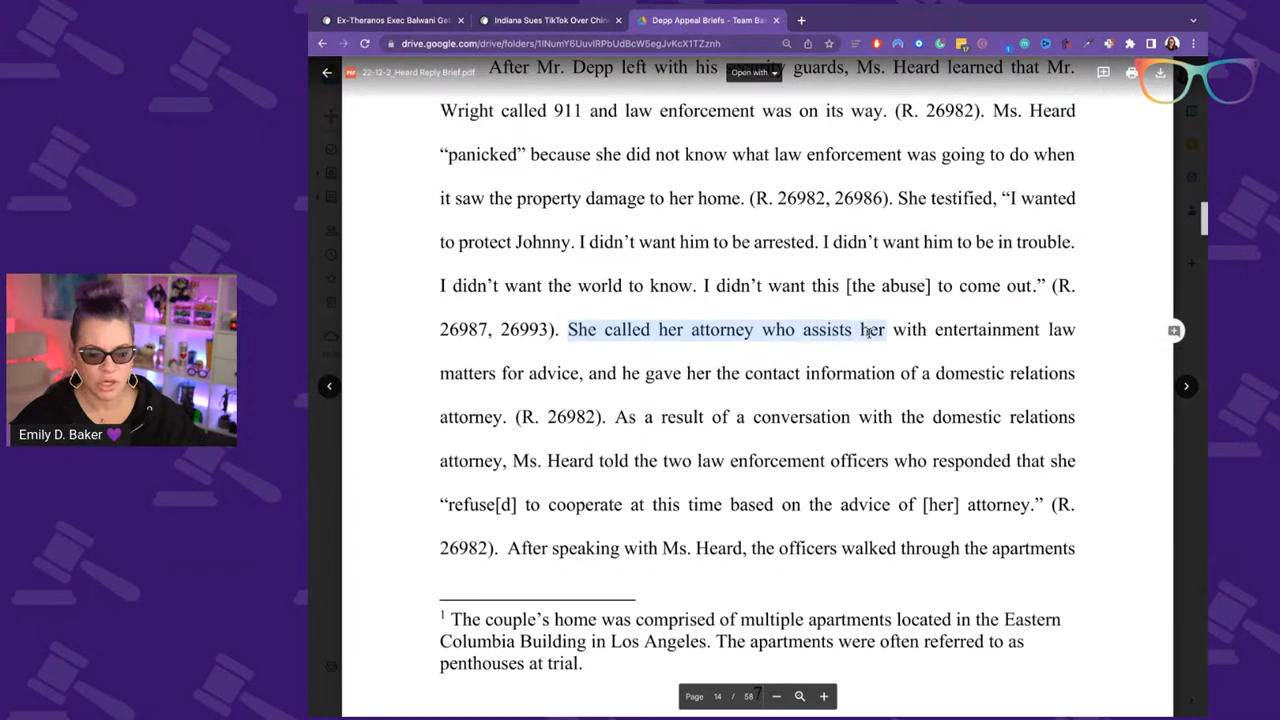 Ex-Theranos Exec Balwani Get
Indiana Sues TikTok Over Chin
Depp Appeal Briefs - Team Ba
22-12-2_Heard Reply Brief.pdf
Open with
After Mr. Depp left with his security guards, Ms. Heard learned that Mr.
Wright called 911 and law enforcement was on its way. (R. 26982). Ms. Heard
“panicked” because she did not know what law enforcement was going to do when
it saw the property damage to her home. (R. 26982, 26986). She testified, “I wanted
to protect Johnny. I didn’t want him to be arrested. I didn’t want him to be in trouble.
I didn’t want the world to know. I didn’t want this [the abuse] to come out.” (R.
26987, 26993). She called her attorney who assists her with entertainment law
matters for advice, and he gave her the contact information of a domestic relations
attorney. (R. 26982). As a result of a conversation with the domestic relations
attorney, Ms. Heard told the two law enforcement officers who responded that she
“refuse[d] to cooperate at this time based on the advice of [her] attorney.” (R.
26982). After speaking with Ms. Heard, the officers walked through the apartments
1 The couple’s home was comprised of multiple apartments located in the Eastern
Columbia Building in Los Angeles. The apartments were often referred to as
penthouses at trial.
Page 14 / 58
7
Emily D. Baker 💜